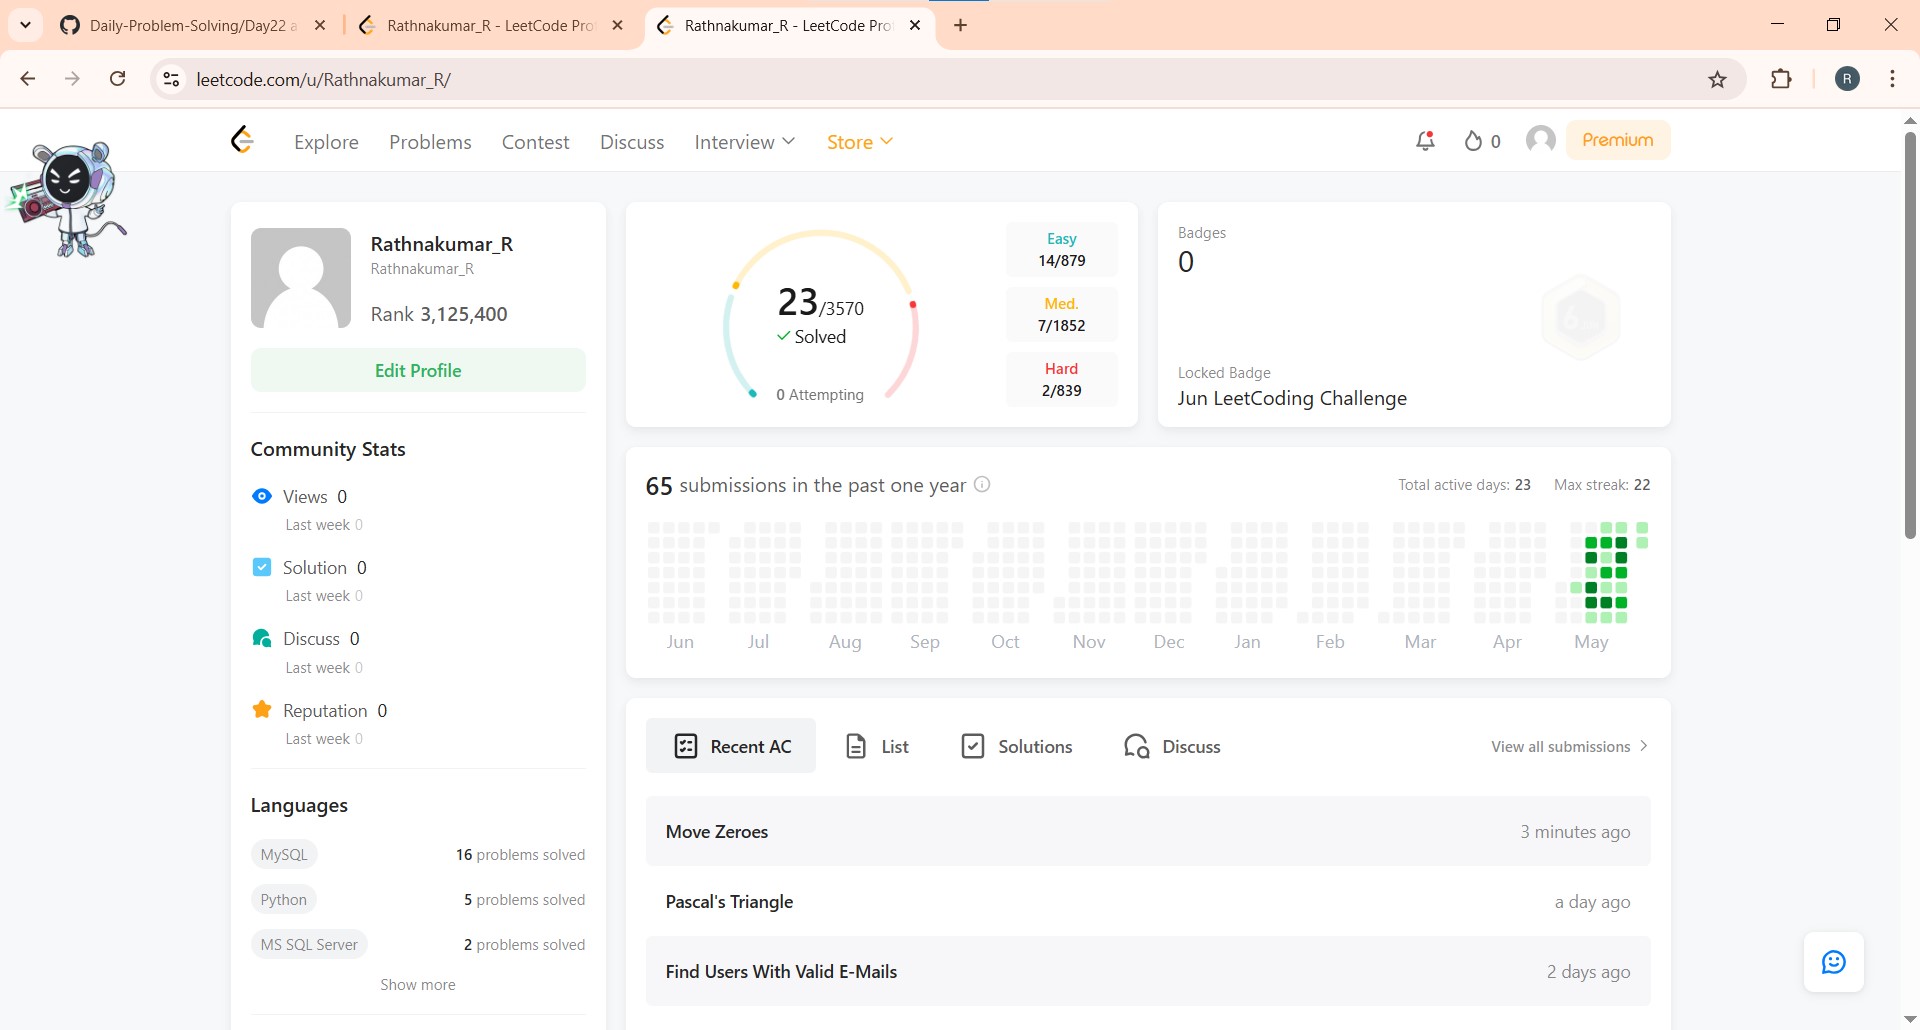 Daily-Problem-Solving/Day22 a
Rathnakumar_R - LeetCode Pro
Rathnakumar_R - LeetCode Pro
leetcode.com/u/Rathnakumar_R/
R
Explore
Problems
Contest
Discuss
Interview
Store
0
Premium
Rathnakumar_R
Rathnakumar_R
Rank 3,125,400
Edit Profile
Community Stats
Views 0
Last week 0
Solution 0
Last week 0
Discuss 0
Last week 0
Reputation 0
Last week 0
Languages
MySQL
16 problems solved
Python
5 problems solved
MS SQL Server
2 problems solved
Show more
23/3570
Solved
0 Attempting
Easy
14/879
Med.
7/1852
Hard
2/839
Badges
0
Locked Badge
Jun LeetCoding Challenge
65 submissions in the past one year
Total active days: 23
Max streak: 22
Jun Jul Aug Sep Oct Nov Dec Jan Feb Mar Apr May
Recent AC
List
Solutions
Discuss
View all submissions
Move Zeroes
3 minutes ago
Pascal's Triangle
a day ago
Find Users With Valid E-Mails
2 days ago